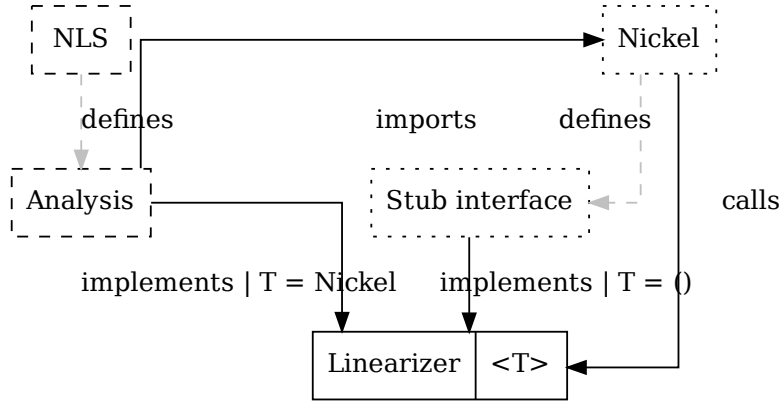 NLS
Nickel
defines
imports
defines
Analysis
Stub interface
calls
implements | T = Nickel
implements | T = ()
Linearizer
<T>